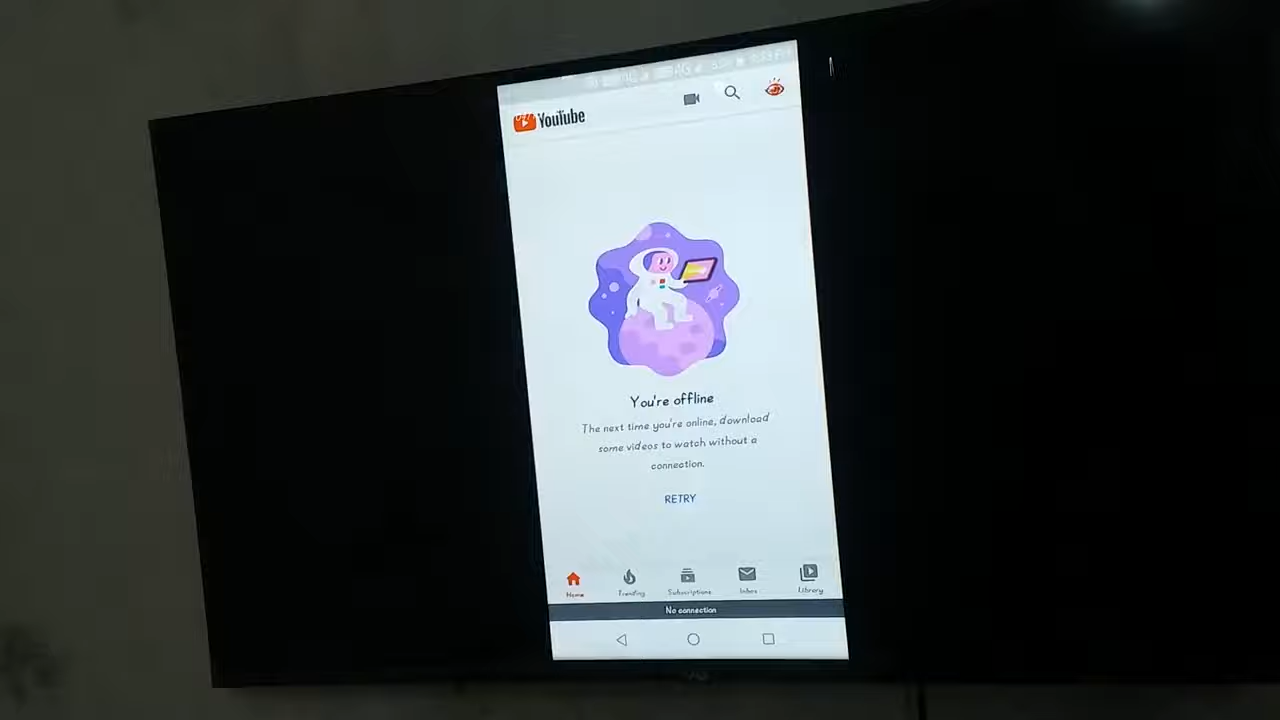 YouTube
You're offline
The next time you're online, download
some videos to watch without a
connection.
RETRY
Home
Trending
Subscriptions
Inbox
Library
No connection